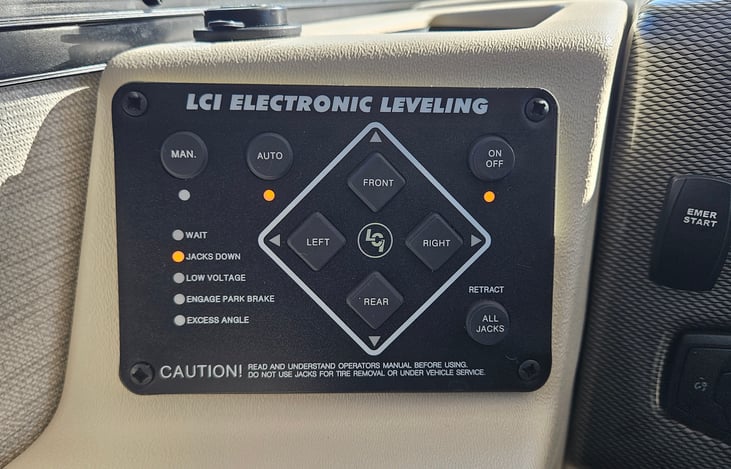 LCI ELECTRONIC LEVELING
MAN.
AUTO
ON
OFF
FRONT
LEFT
LCI
RIGHT
REAR
WAIT
JACKS DOWN
LOW VOLTAGE
ENGAGE PARK BRAKE
EXCESS ANGLE
RETRACT
ALL
JACKS
CAUTION! READ AND UNDERSTAND OPERATORS MANUAL BEFORE USING.
DO NOT USE JACKS FOR TIRE REMOVAL OR UNDER VEHICLE SERVICE.
EMER
START